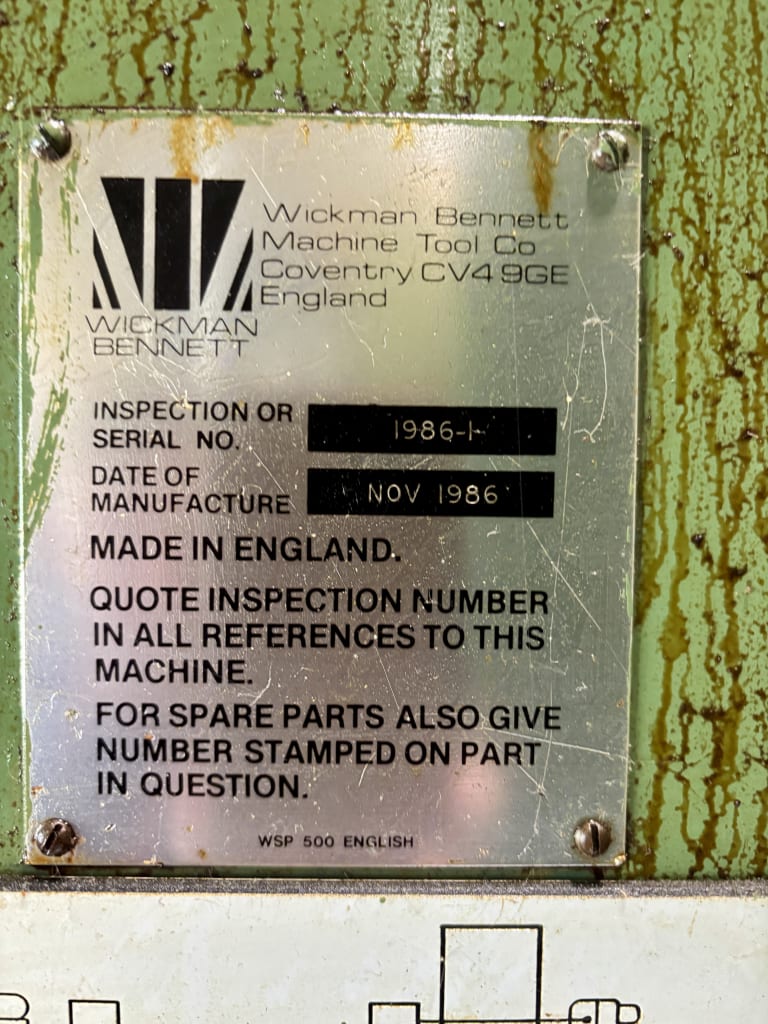 Wickman Bennett
Machine Tool Co
Coventry CV4 9GE
England
WICKMAN
BENNETT
INSPECTION OR
SERIAL NO. 1986-1
DATE OF
MANUFACTURE NOV 1986
MADE IN ENGLAND.
QUOTE INSPECTION NUMBER
IN ALL REFERENCES TO THIS
MACHINE.
FOR SPARE PARTS ALSO GIVE
NUMBER STAMPED ON PART
IN QUESTION.
WSP 500 ENGLISH